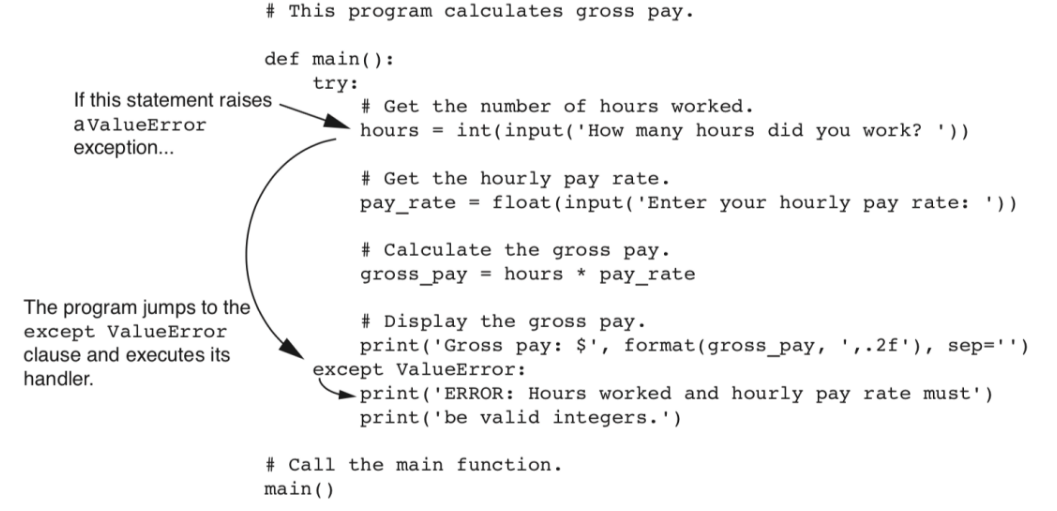 # This program calculates gross pay.
def main():
try:
If this statement raises
a ValueError
exception...
# Get the number of hours worked.
hours = int(input('How many hours did you work? '))
# Get the hourly pay rate.
pay_rate = float(input('Enter your hourly pay rate: '))
# Calculate the gross pay.
gross_pay = hours * pay_rate
# Display the gross pay.
print('Gross pay: $', format(gross_pay, ',.2f'), sep='')
The program jumps to the
except ValueError
clause and executes its
handler.
except ValueError:
print('ERROR: Hours worked and hourly pay rate must')
print('be valid integers.')
# Call the main function.
main()